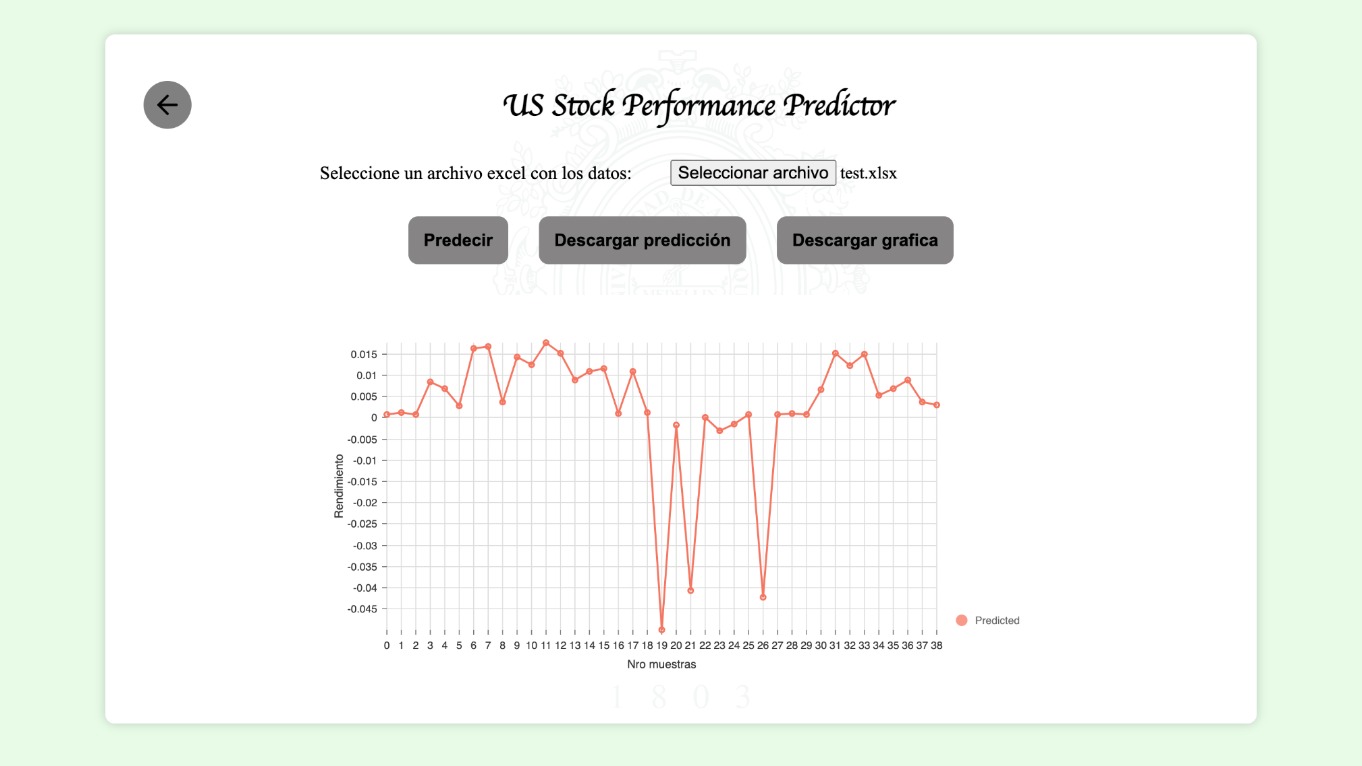 US Stock Performance Predictor
Seleccione un archivo excel con los datos: Seleccionar archivo test.xlsx
Predecir Descargar predicción Descargar grafica
0.015
0.01
0.005
0
-0.005
-0.01
-0.015
-0.02
-0.025
-0.03
-0.035
-0.04
-0.045
Rendimiento
0 1 2 3 4 5 6 7 8 9 10 11 12 13 14 15 16 17 18 19 20 21 22 23 24 25 26 27 28 29 30 31 32 33 34 35 36 37 38
Nro muestras
Predicted
1 8 0 3